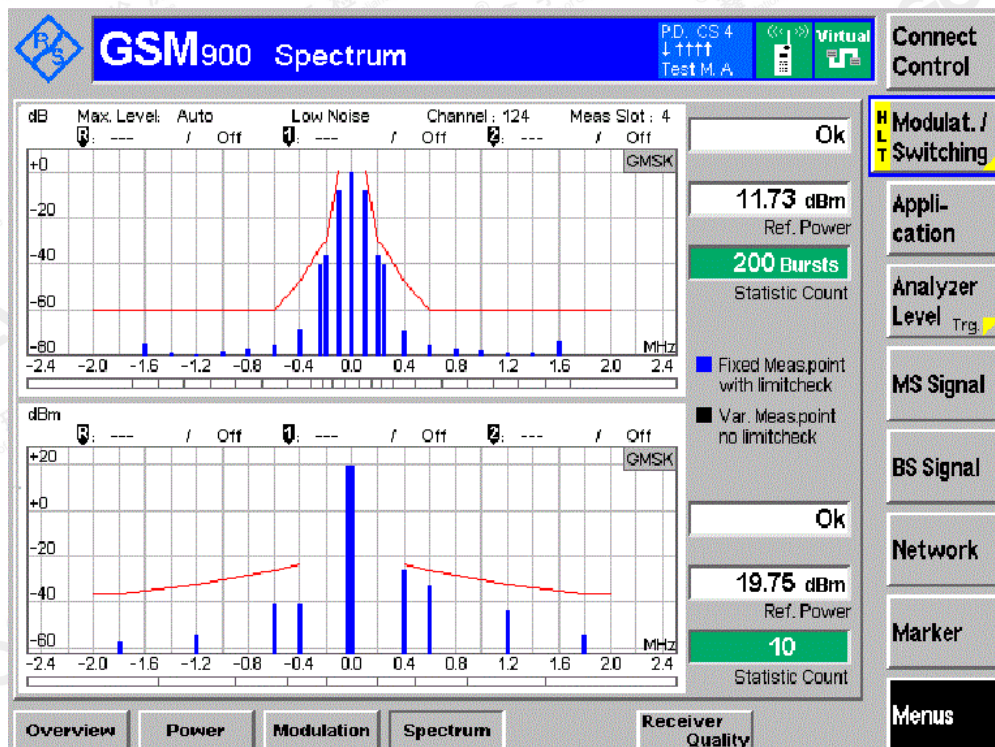 R/S
GSM900 Spectrum
PD. CS 4
↓ ↑↑↑↑
Test M. A
Virtual
Connect
Control
dB Max. Level: Auto Low Noise Channel : 124 Meas Slot : 4
R: --- / Off 1: --- / Off 2: --- / Off
GMSK
+0
-20
-40
-60
-80
MHz
-2.4 -2.0 -1.6 -1.2 -0.8 -0.4 0.0 0.4 0.8 1.2 1.6 2.0 2.4
Ok
11.73 dBm
Ref. Power
200 Bursts
Statistic Count
Fixed Meas.point
with limitcheck
Var. Meas.point
no limitcheck
dBm
R: --- / Off 1: --- / Off 2: --- / Off
GMSK
+20
+0
-20
-40
-60
MHz
-2.4 -2.0 -1.6 -1.2 -0.8 -0.4 0.0 0.4 0.8 1.2 1.6 2.0 2.4
Ok
19.75 dBm
Ref. Power
10
Statistic Count
HLT
Modulat. /
Switching
Appli-
cation
Analyzer
Level Trg.
MS Signal
BS Signal
Network
Marker
Menus
Overview
Power
Modulation
Spectrum
Receiver
Quality